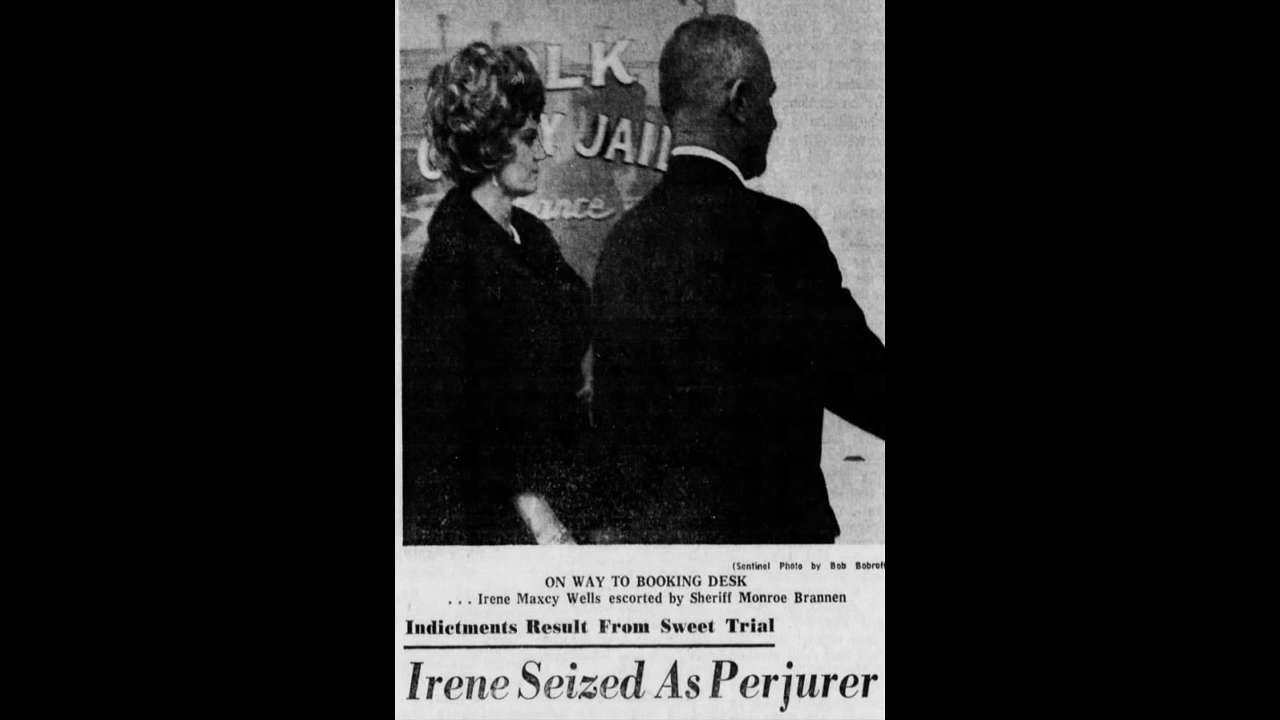 LK
Y JAIL
ance
(Sentinel Photo by Bob Bobroff
ON WAY TO BOOKING DESK
. . . Irene Maxcy Wells escorted by Sheriff Monroe Brannen
Indictments Result From Sweet Trial
Irene Seized As Perjurer